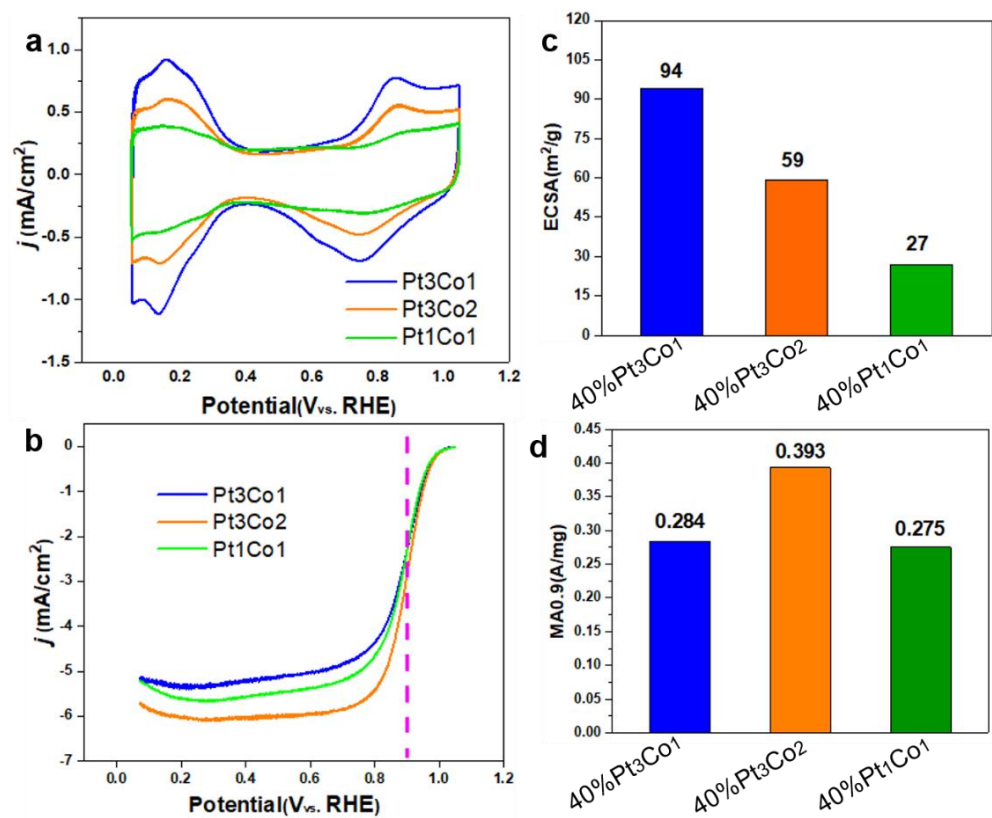 a
1.0
0.5
0.0
-0.5
-1.0
-1.5
j (mA/cm²)
Pt3Co1
Pt3Co2
Pt1Co1
0.0 0.2 0.4 0.6 0.8 1.0 1.2
Potential(Vvs. RHE)
c
120
105
90
75
60
45
30
15
0
ECSA(m²/g)
94
59
27
40%Pt3Co1
40%Pt3Co2
40%Pt1Co1
b
0
-1
-2
-3
-4
-5
-6
-7
j (mA/cm²)
Pt3Co1
Pt3Co2
Pt1Co1
0.0 0.2 0.4 0.6 0.8 1.0 1.2
Potential(Vvs. RHE)
d
0.45
0.40
0.35
0.30
0.25
0.20
0.15
0.10
0.05
0.00
MA0.9(A/mg)
0.284
0.393
0.275
40%Pt3Co1
40%Pt3Co2
40%Pt1Co1